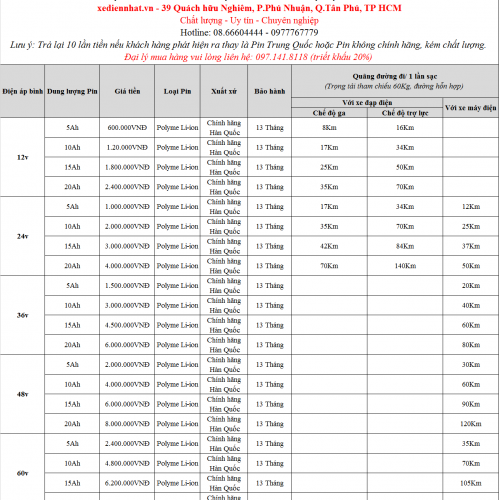 xedienhat.vn - 39 Quách hữu Nghiêm, P.Phú Nhuận, Q.Tân Phú, TP HCM
Chất lượng - Uy tín - Chuyên nghiệp
Hotline: 08.66604444 - 0977767779
Lưu ý: Trả lại 10 lần tiền nếu khách hàng phát hiện ra thay là Pin Trung Quốc hoặc Pin không chính hãng, kém chất lượng.
Đại lý mua hàng vui lòng liên hệ: 097.141.8118 (triết khấu 20%)
Điện áp bình Dung lượng Pin Giá tiền Loại Pin Xuất xứ Bảo hành Quãng đường đi/ 1 lần sạc
(Trọng tải tham chiếu 60Kg, đường hỗn hợp)
Với xe đạp điện Với xe máy điện
Chế độ ga Chế độ trợ lực
12v
5Ah 600.000VNĐ Polyme Li-ion Chính hãng Hàn Quốc 13 Tháng 8Km 16Km
10Ah 1.20.000VNĐ Polyme Li-ion Chính hãng Hàn Quốc 13 Tháng 17Km 34Km
15Ah 1.800.000VNĐ Polyme Li-ion Chính hãng Hàn Quốc 13 Tháng 25Km 50Km
20Ah 2.400.000VNĐ Polyme Li-ion Chính hãng Hàn Quốc 13 Tháng 35Km 70Km
24v
5Ah 1.000.000VNĐ Polyme Li-ion Chính hãng Hàn Quốc 13 Tháng 17Km 34Km 12Km
10Ah 2.000.000VNĐ Polyme Li-ion Chính hãng Hàn Quốc 13 Tháng 35Km 70Km 25Km
15Ah 3.000.000VNĐ Polyme Li-ion Chính hãng Hàn Quốc 13 Tháng 42Km 84Km 37Km
20Ah 4.000.000VNĐ Polyme Li-ion Chính hãng Hàn Quốc 13 Tháng 70Km 140Km 50Km
36v
5Ah 1.500.000VNĐ Polyme Li-ion Chính hãng Hàn Quốc 13 Tháng 20Km
10Ah 3.000.000VNĐ Polyme Li-ion Chính hãng Hàn Quốc 13 Tháng 40Km
15Ah 4.500.000VNĐ Polyme Li-ion Chính hãng Hàn Quốc 13 Tháng 60Km
20Ah 6.000.000VNĐ Polyme Li-ion Chính hãng Hàn Quốc 13 Tháng 80Km
48v
5Ah 2.000.000VNĐ Polyme Li-ion Chính hãng Hàn Quốc 13 Tháng 30Km
10Ah 4.000.000VNĐ Polyme Li-ion Chính hãng Hàn Quốc 13 Tháng 60Km
15Ah 6.000.000VNĐ Polyme Li-ion Chính hãng Hàn Quốc 13 Tháng 90Km
20Ah 8.000.000VNĐ Polyme Li-ion Chính hãng Hàn Quốc 13 Tháng 120Km
60v
5Ah 2.400.000VNĐ Polyme Li-ion Chính hãng Hàn Quốc 13 Tháng 35Km
10Ah 4.800.000VNĐ Polyme Li-ion Chính hãng Hàn Quốc 13 Tháng 70Km
15Ah 6.200.000VNĐ Polyme Li-ion Chính hãng Hàn Quốc 13 Tháng 105Km
Chính hãng